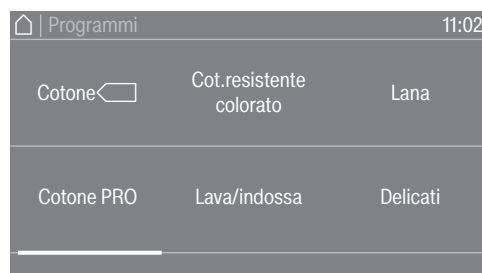 Programmi 11:02
Cotone Cot.resistente colorato Lana
Cotone PRO Lava/indossa Delicati